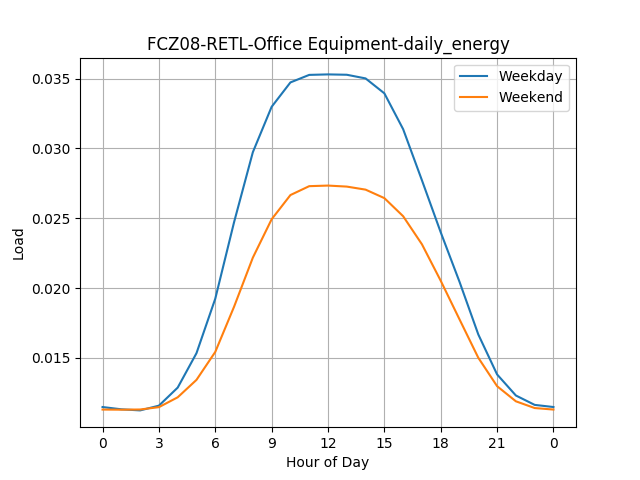 FCZ08-RETL-Office Equipment-daily_energy
Weekday
Weekend
0.035
0.030
0.025
0.020
0.015
Load
0 3 6 9 12 15 18 21 0
Hour of Day